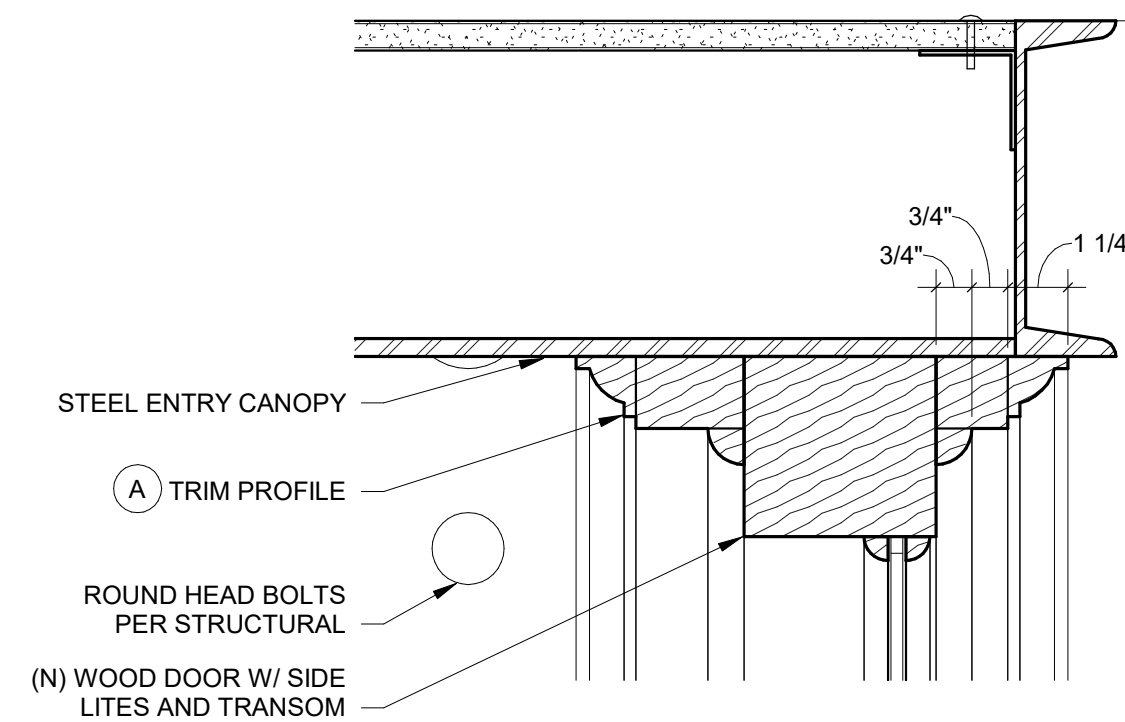 3/4"
3/4"
1 1/4
STEEL ENTRY CANOPY
A TRIM PROFILE
ROUND HEAD BOLTS
PER STRUCTURAL
(N) WOOD DOOR W/ SIDE
LITES AND TRANSOM